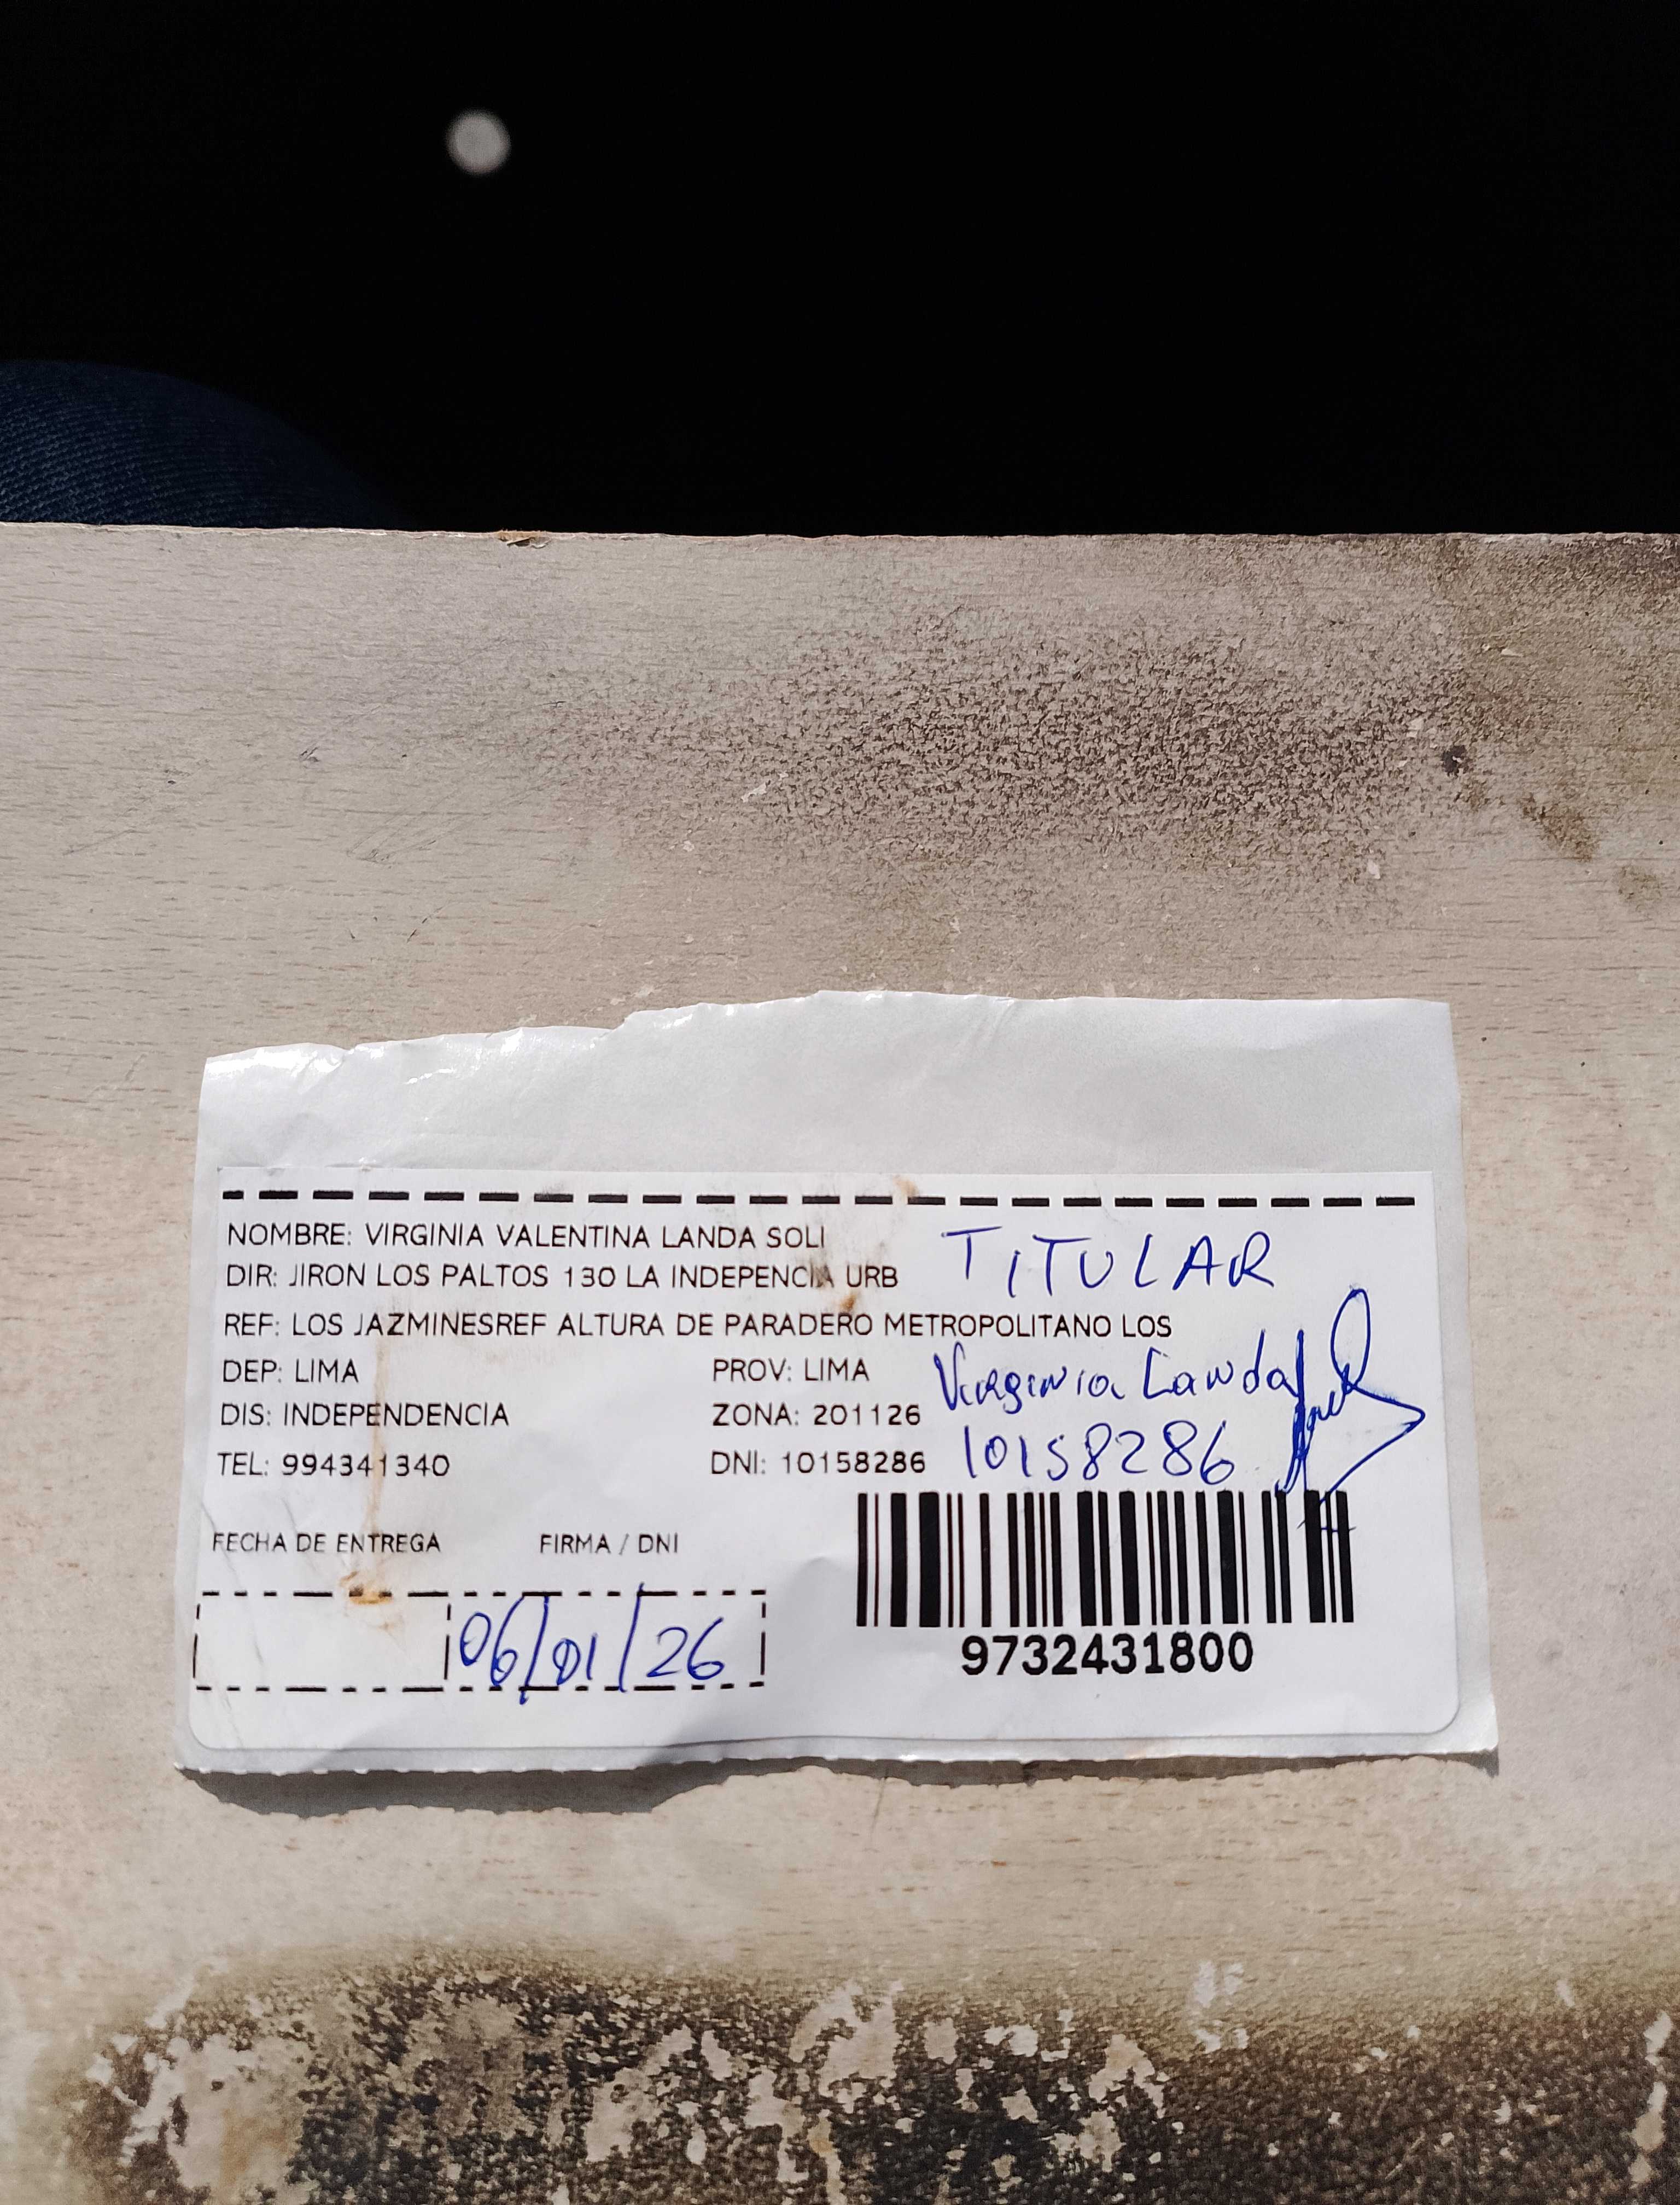 NOMBRE: VIRGINIA VALENTINA LANDA SOLI
TITULAR
DIR: JIRON LOS PALTOS 130 LA INDEPENCIA URB
REF: LOS JAZMINESREF ALTURA DE PARADERO METROPOLITANO LOS
DEP: LIMA PROV: LIMA
Virginia Landa
DIS: INDEPENDENCIA ZONA: 201126
TEL: 994341340 DNI: 10158286
10158286
FECHA DE ENTREGA FIRMA / DNI
06/01/26
9732431800